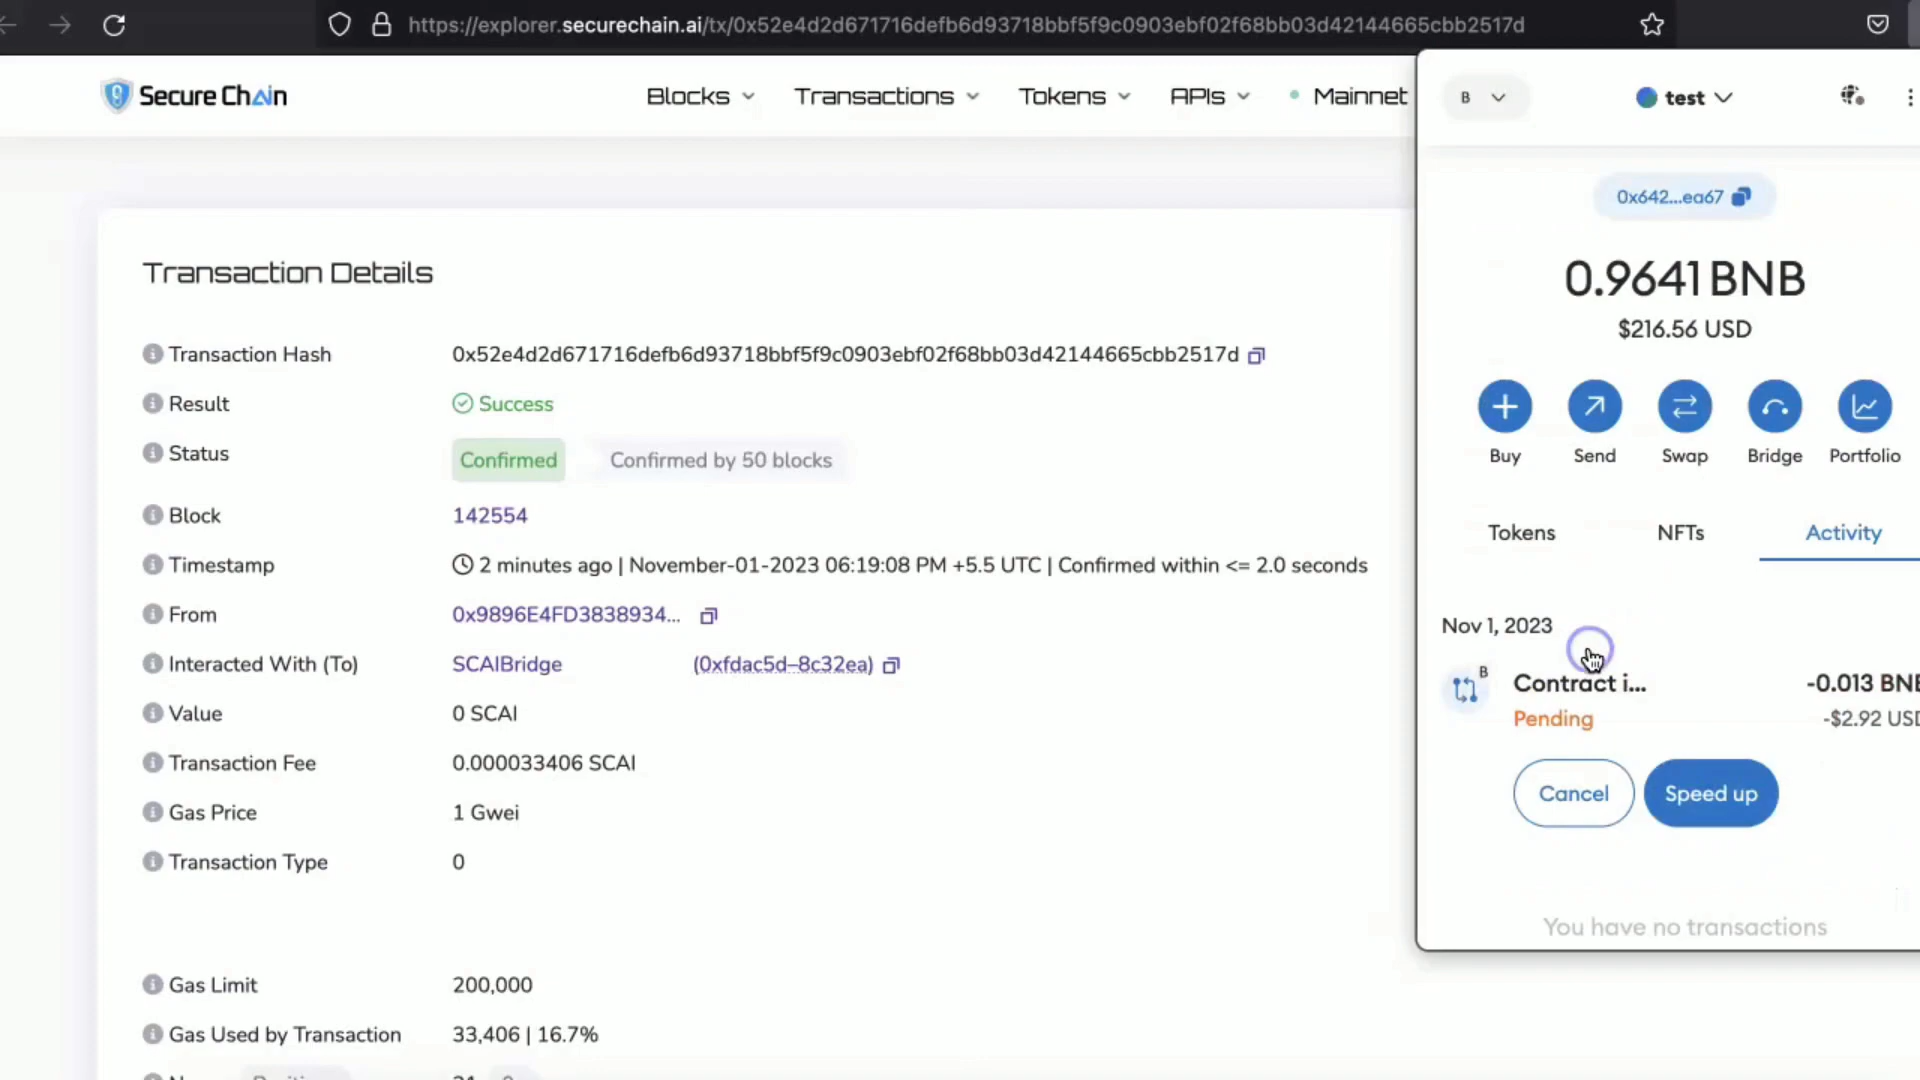 https://explorer.securechain.ai/tx/0x52e4d2d671716defb6d93718bbf5f9c0903ebf02f68bb03d42144665cbb2517d
Secure Chain
Blocks
Transactions
Tokens
APIs
Mainnet
Transaction Details
Transaction Hash
0x52e4d2d671716defb6d93718bbf5f9c0903ebf02f68bb03d42144665cbb2517d
Result
Success
Status
Confirmed
Confirmed by 50 blocks
Block
142554
Timestamp
2 minutes ago | November-01-2023 06:19:08 PM +5.5 UTC | Confirmed within <= 2.0 seconds
From
0x9896E4FD3838934...
Interacted With (To)
SCAIBridge
(0xfdac5d–8c32ea)
Value
0 SCAI
Transaction Fee
0.000033406 SCAI
Gas Price
1 Gwei
Transaction Type
0
Gas Limit
200,000
Gas Used by Transaction
33,406 | 16.7%
B
test
0x642...ea67
0.9641 BNB
$216.56 USD
Buy
Send
Swap
Bridge
Portfolio
Tokens
NFTs
Activity
Nov 1, 2023
B
Contract i...
-0.013 BNB
Pending
-$2.92 USD
Cancel
Speed up
You have no transactions